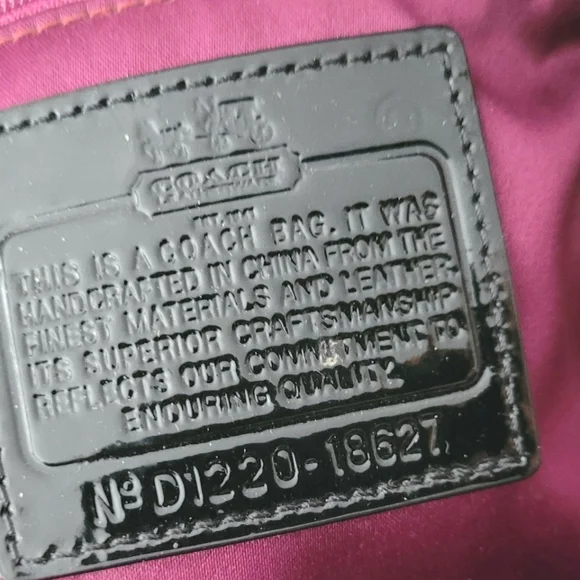 COACH
THIS IS A COACH BAG. IT WAS
HANDCRAFTED IN CHINA FROM THE
FINEST MATERIALS AND LEATHER.
ITS SUPERIOR CRAFTSMANSHIP
REFLECTS OUR COMMITMENT TO
ENDURING QUALITY.
Nº D1220-18627